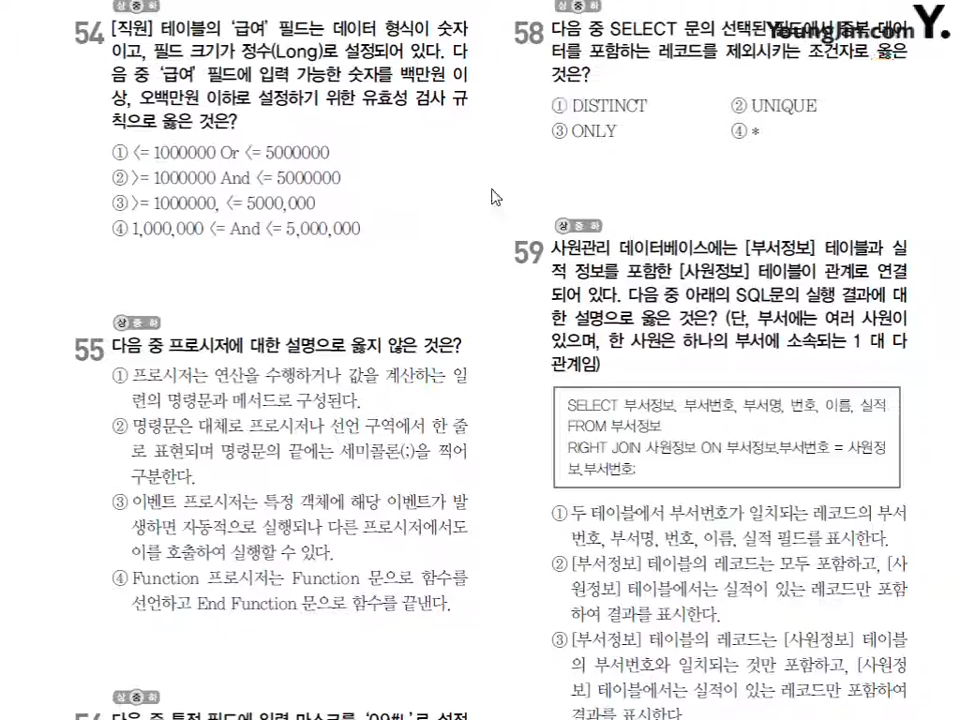 상 중 하
54 [직원] 테이블의 ‘급여’ 필드는 데이터 형식이 숫자
이고, 필드 크기가 정수(Long)로 설정되어 있다. 다
음 중 ‘급여’ 필드에 입력 가능한 숫자를 백만원 이
상, 오백만원 이하로 설정하기 위한 유효성 검사 규
칙으로 옳은 것은?
① <= 1000000 Or <= 5000000
② >= 1000000 And <= 5000000
③ >= 1000000, <= 5000,000
④ 1,000,000 <= And <= 5,000,000
상 중 하
55 다음 중 프로시저에 대한 설명으로 옳지 않은 것은?
① 프로시저는 연산을 수행하거나 값을 계산하는 일
련의 명령문과 메서드로 구성된다.
② 명령문은 대체로 프로시저나 선언 구역에서 한 줄
로 표현되며 명령문의 끝에는 세미콜론(;)을 찍어
구분한다.
③ 이벤트 프로시저는 특정 객체에 해당 이벤트가 발
생하면 자동적으로 실행되나 다른 프로시저에서도
이를 호출하여 실행할 수 있다.
④ Function 프로시저는 Function 문으로 함수를
선언하고 End Function 문으로 함수를 끝낸다.
상 중 하
다음 중 특정 필드에 입력 마스크를 ‘09#L’로 설정
상 중 하
58 다음 중 SELECT 문의 선택된 필드에서 중복 데이
터를 포함하는 레코드를 제외시키는 조건자로 옳은
것은?
① DISTINCT ② UNIQUE
③ ONLY ④ *
Youngjin.com Y.
상 중 하
59 사원관리 데이터베이스에는 [부서정보] 테이블과 실
적 정보를 포함한 [사원정보] 테이블이 관계로 연결
되어 있다. 다음 중 아래의 SQL문의 실행 결과에 대
한 설명으로 옳은 것은? (단, 부서에는 여러 사원이
있으며, 한 사원은 하나의 부서에 소속되는 1 대 다
관계임)
SELECT 부서정보, 부서번호, 부서명, 번호, 이름, 실적
FROM 부서정보
RIGHT JOIN 사원정보 ON 부서정보.부서번호 = 사원정
보.부서번호;
① 두 테이블에서 부서번호가 일치되는 레코드의 부서
번호, 부서명, 번호, 이름, 실적 필드를 표시한다.
② [부서정보] 테이블의 레코드는 모두 포함하고, [사
원정보] 테이블에서는 실적이 있는 레코드만 포함
하여 결과를 표시한다.
③ [부서정보] 테이블의 레코드는 [사원정보] 테이블
의 부서번호와 일치되는 것만 포함하고, [사원정
보] 테이블에서는 실적이 있는 레코드만 포함하여
결과를 표시한다.